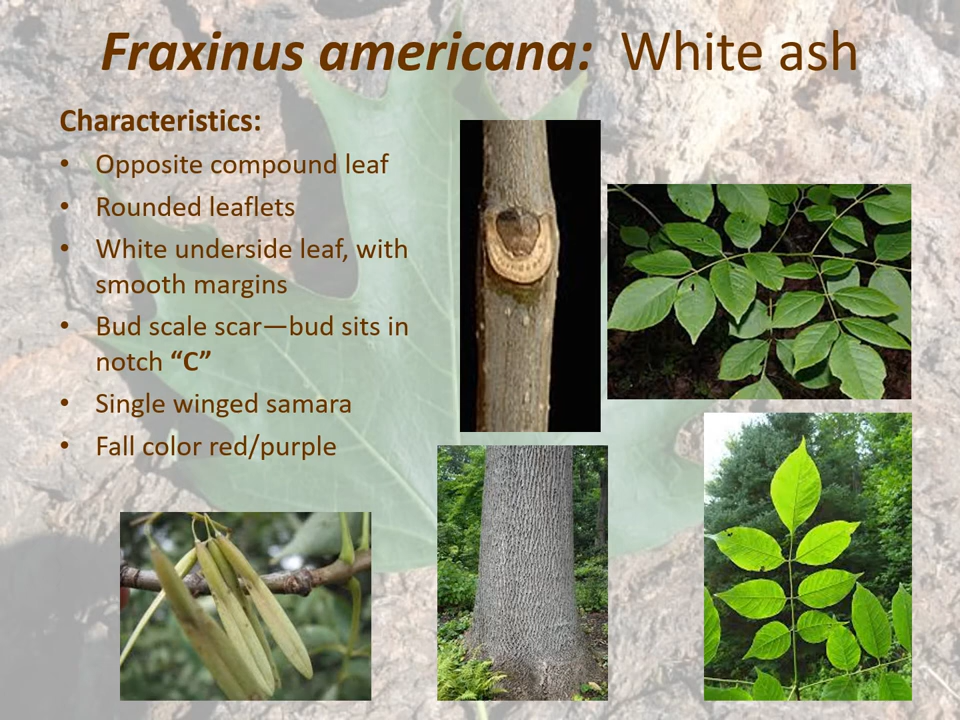 Fraxinus americana: White ash
Characteristics:
• Opposite compound leaf
• Rounded leaflets
• White underside leaf, with
smooth margins
• Bud scale scar—bud sits in
notch “C”
• Single winged samara
• Fall color red/purple